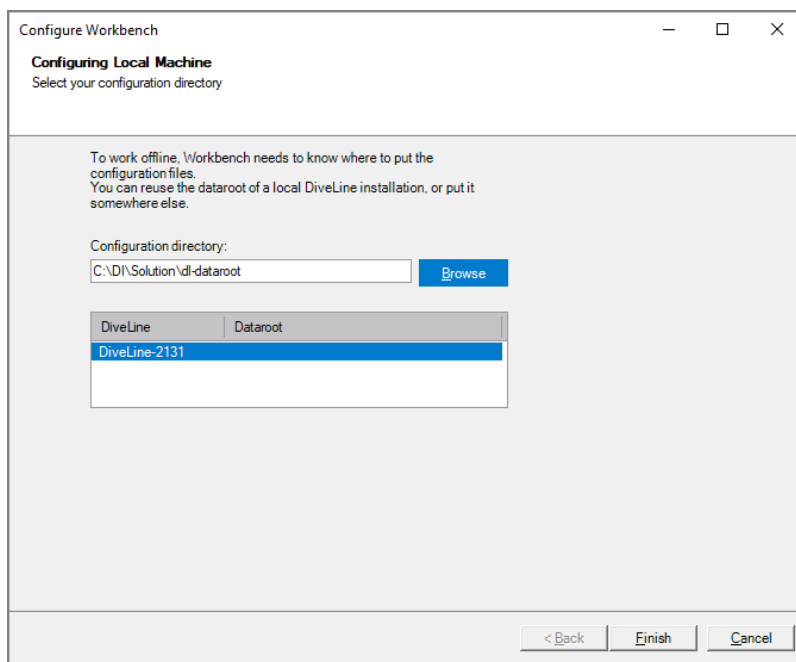 Configure Workbench
Configuring Local Machine
Select your configuration directory
To work offline, Workbench needs to know where to put the
configuration files.
You can reuse the dataroot of a local DiveLine installation, or put it
somewhere else.
Configuration directory:
C:\DI\Solution\dl-dataroot
Browse
DiveLine Dataroot
DiveLine-2131
< Back Finish Cancel